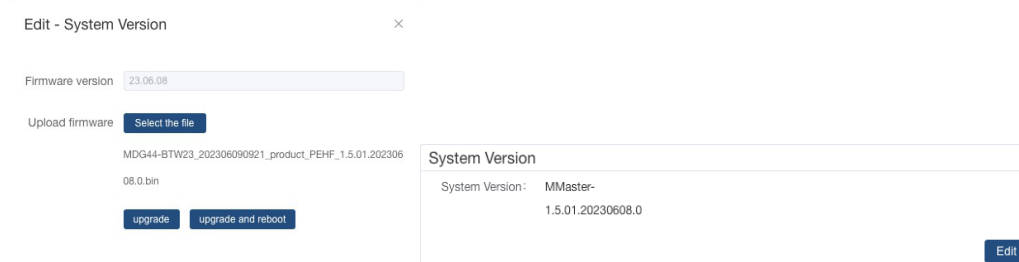 Edit - System Version
Firmware version 23.06.08
Upload firmware Select the file
MDG44-BTW23_202306090921_product_PEHF_1.5.01.202306
08.0.bin
upgrade upgrade and reboot
System Version
System Version: MMaster-
1.5.01.20230608.0
Edit